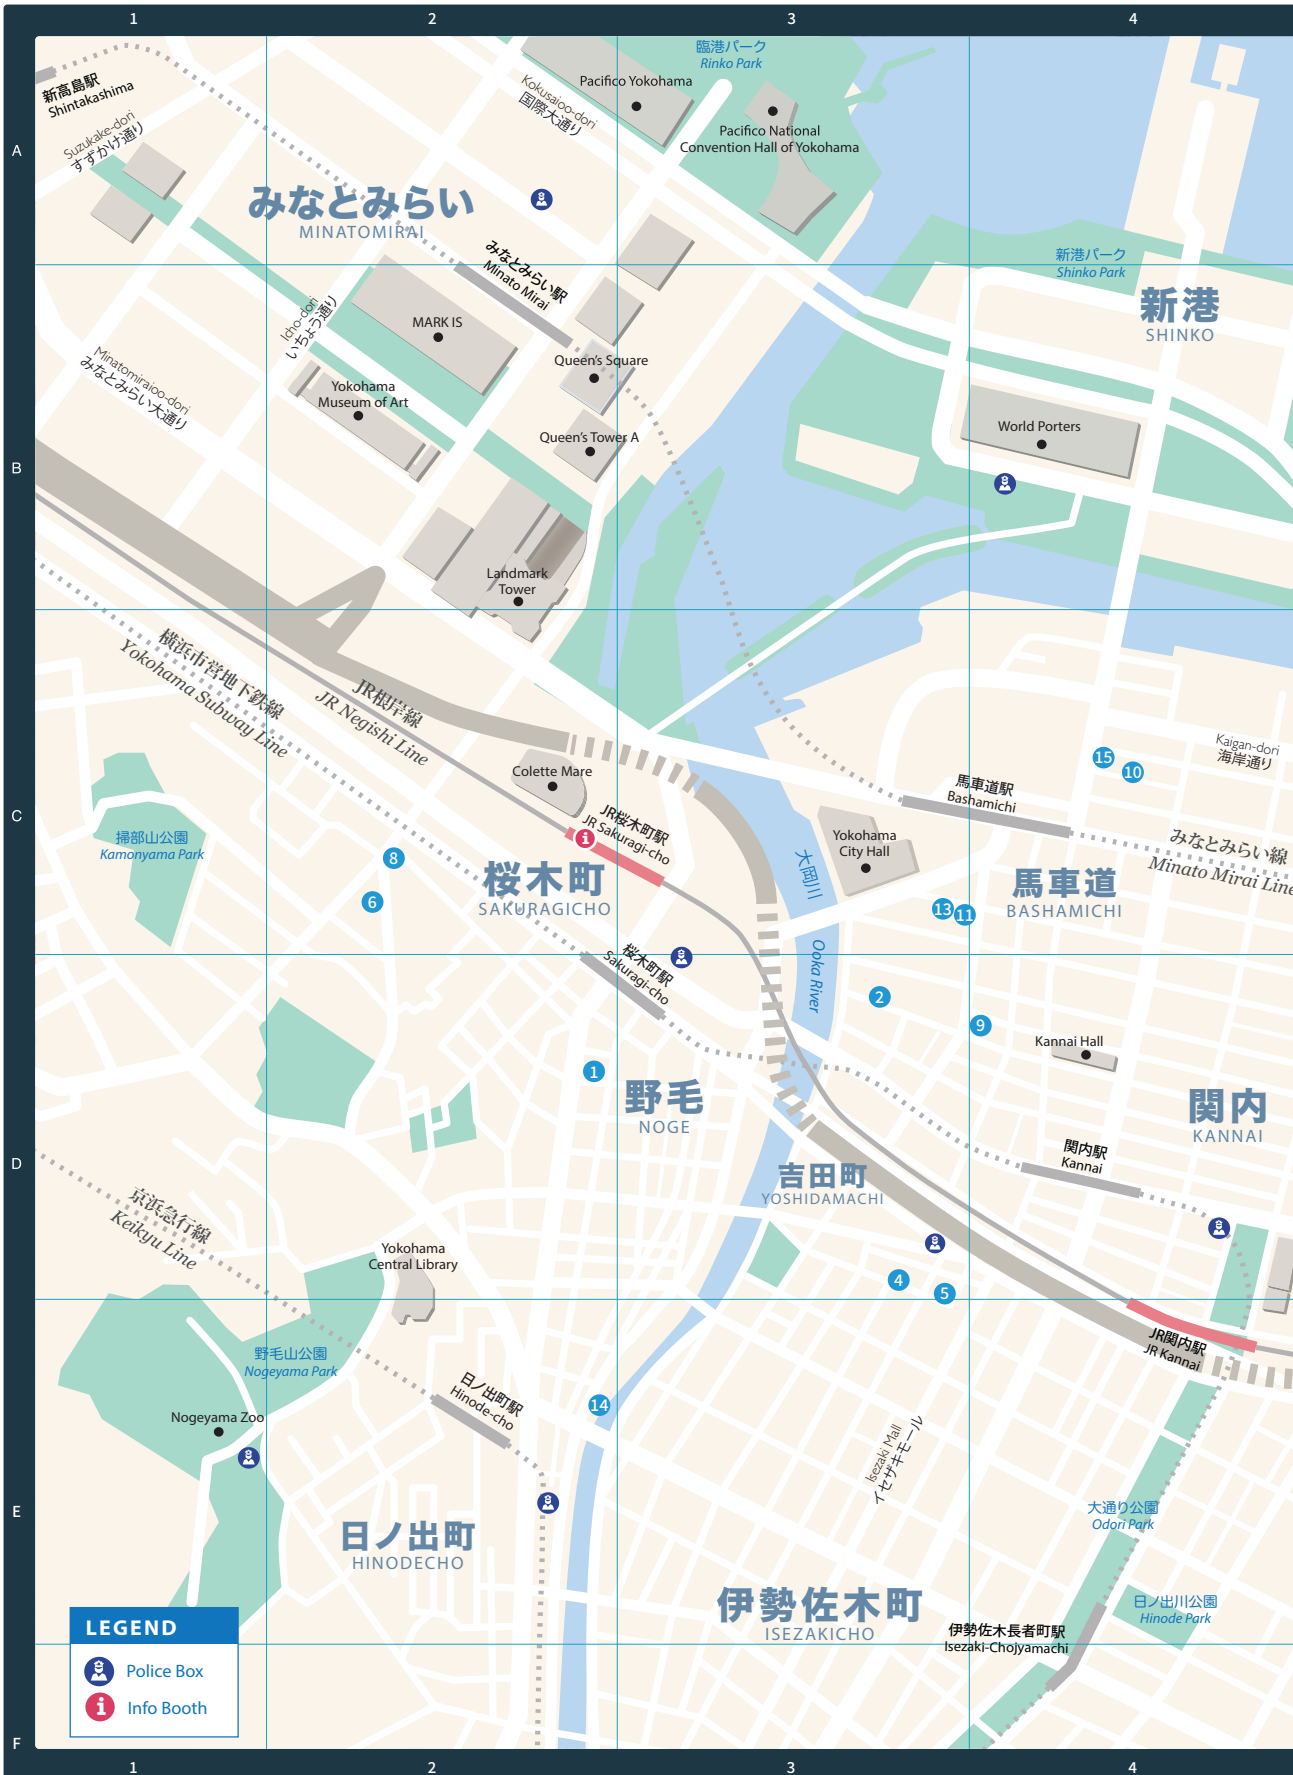 1
2
3
4
A
B
C
D
E
F
新高島駅
Shintakashima
Suzukake-dori
すずかけ通り
みなとみらい
MINATOMIRAI
Kokusaioo-dori
国際大通り
Pacifico Yokohama
臨港パーク
Rinko Park
Pacifico National
Convention Hall of Yokohama
みなとみらい駅
Minato Mirai
新港パーク
Shinko Park
新港
SHINKO
Icho-dori
いちょう通り
MARK IS
Minatomiraioo-dori
みなとみらい大通り
Yokohama
Museum of Art
Queen's Square
Queen's Tower A
World Porters
Landmark
Tower
横浜市営地下鉄線
Yokohama Subway Line
JR根岸線
JR Negishi Line
Colette Mare
JR桜木町駅
JR Sakuragi-cho
桜木町
SAKURAGICHO
掃部山公園
Kamonyama Park
8
6
馬車道駅
Bashamichi
15
10
Kaigan-dori
海岸通り
みなとみらい線
Minato Mirai Line
Yokohama
City Hall
大岡川
Ooka River
馬車道
BASHAMICHI
13
11
桜木町駅
Sakuragi-cho
2
9
Kannai Hall
1
野毛
NOGE
関内
KANNAI
関内駅
Kannai
吉田町
YOSHIDAMACHI
京浜急行線
Keikyu Line
Yokohama
Central Library
4
5
JR関内駅
JR Kannai
野毛山公園
Nogeyama Park
Nogeyama Zoo
日ノ出町駅
Hinode-cho
14
Isezaki Mall
イセザキモール
大通り公園
Odori Park
日ノ出町
HINODECHO
伊勢佐木町
ISEZAKICHO
日ノ出川公園
Hinode Park
伊勢佐木長者町駅
Isezaki-Chojyamachi
LEGEND
Police Box
i
Info Booth
1
2
3
4